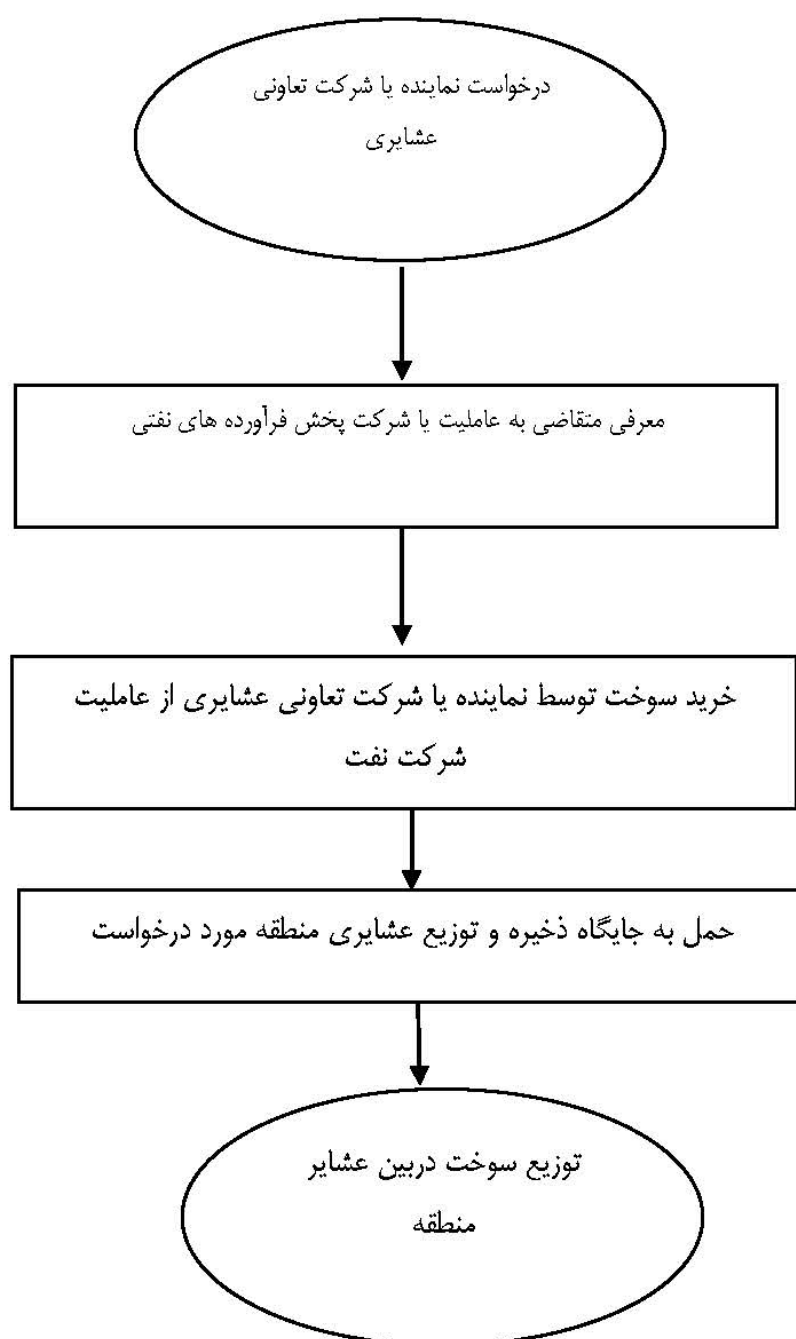 درخواست نماینده یا شرکت تعاونی
عشایری
معرفی متقاضی به عاملیت یا شرکت پخش فرآورده های نفتی
خرید سوخت توسط نماینده یا شرکت تعاونی عشایری از عاملیت
شرکت نفت
حمل به جایگاه ذخیره و توزیع عشایری منطقه مورد درخواست
توزیع سوخت دربین عشایر
منطقه